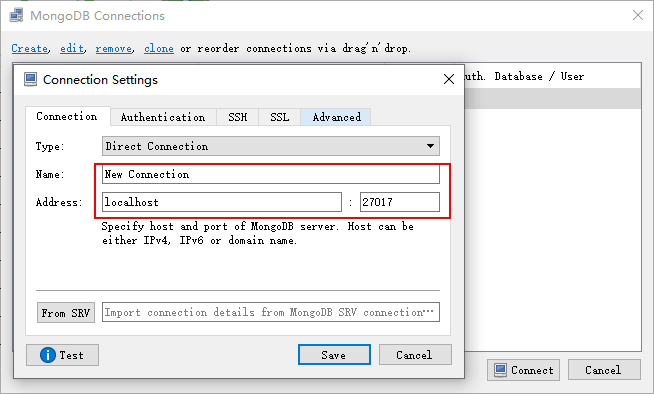 MongoDB Connections
Create, edit, remove, clone or reorder connections via drag'n'drop.
Auth. Database / User
Connection Settings
Connection Authentication SSH SSL Advanced
Type: Direct Connection
Name: New Connection
Address: localhost : 27017
Specify host and port of MongoDB server. Host can be
either IPv4, IPv6 or domain name.
From SRV Import connection details from MongoDB SRV connection…
Test Save Cancel
Connect Cancel